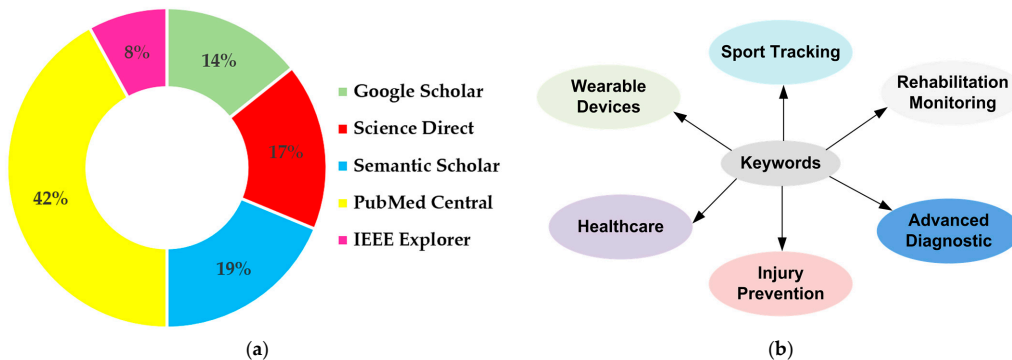 8%
14%
17%
19%
42%
Google Scholar
Science Direct
Semantic Scholar
PubMed Central
IEEE Explorer
(a)
Sport Tracking
Wearable
Devices
Rehabilitation
Monitoring
Keywords
Healthcare
Advanced
Diagnostic
Injury
Prevention
(b)